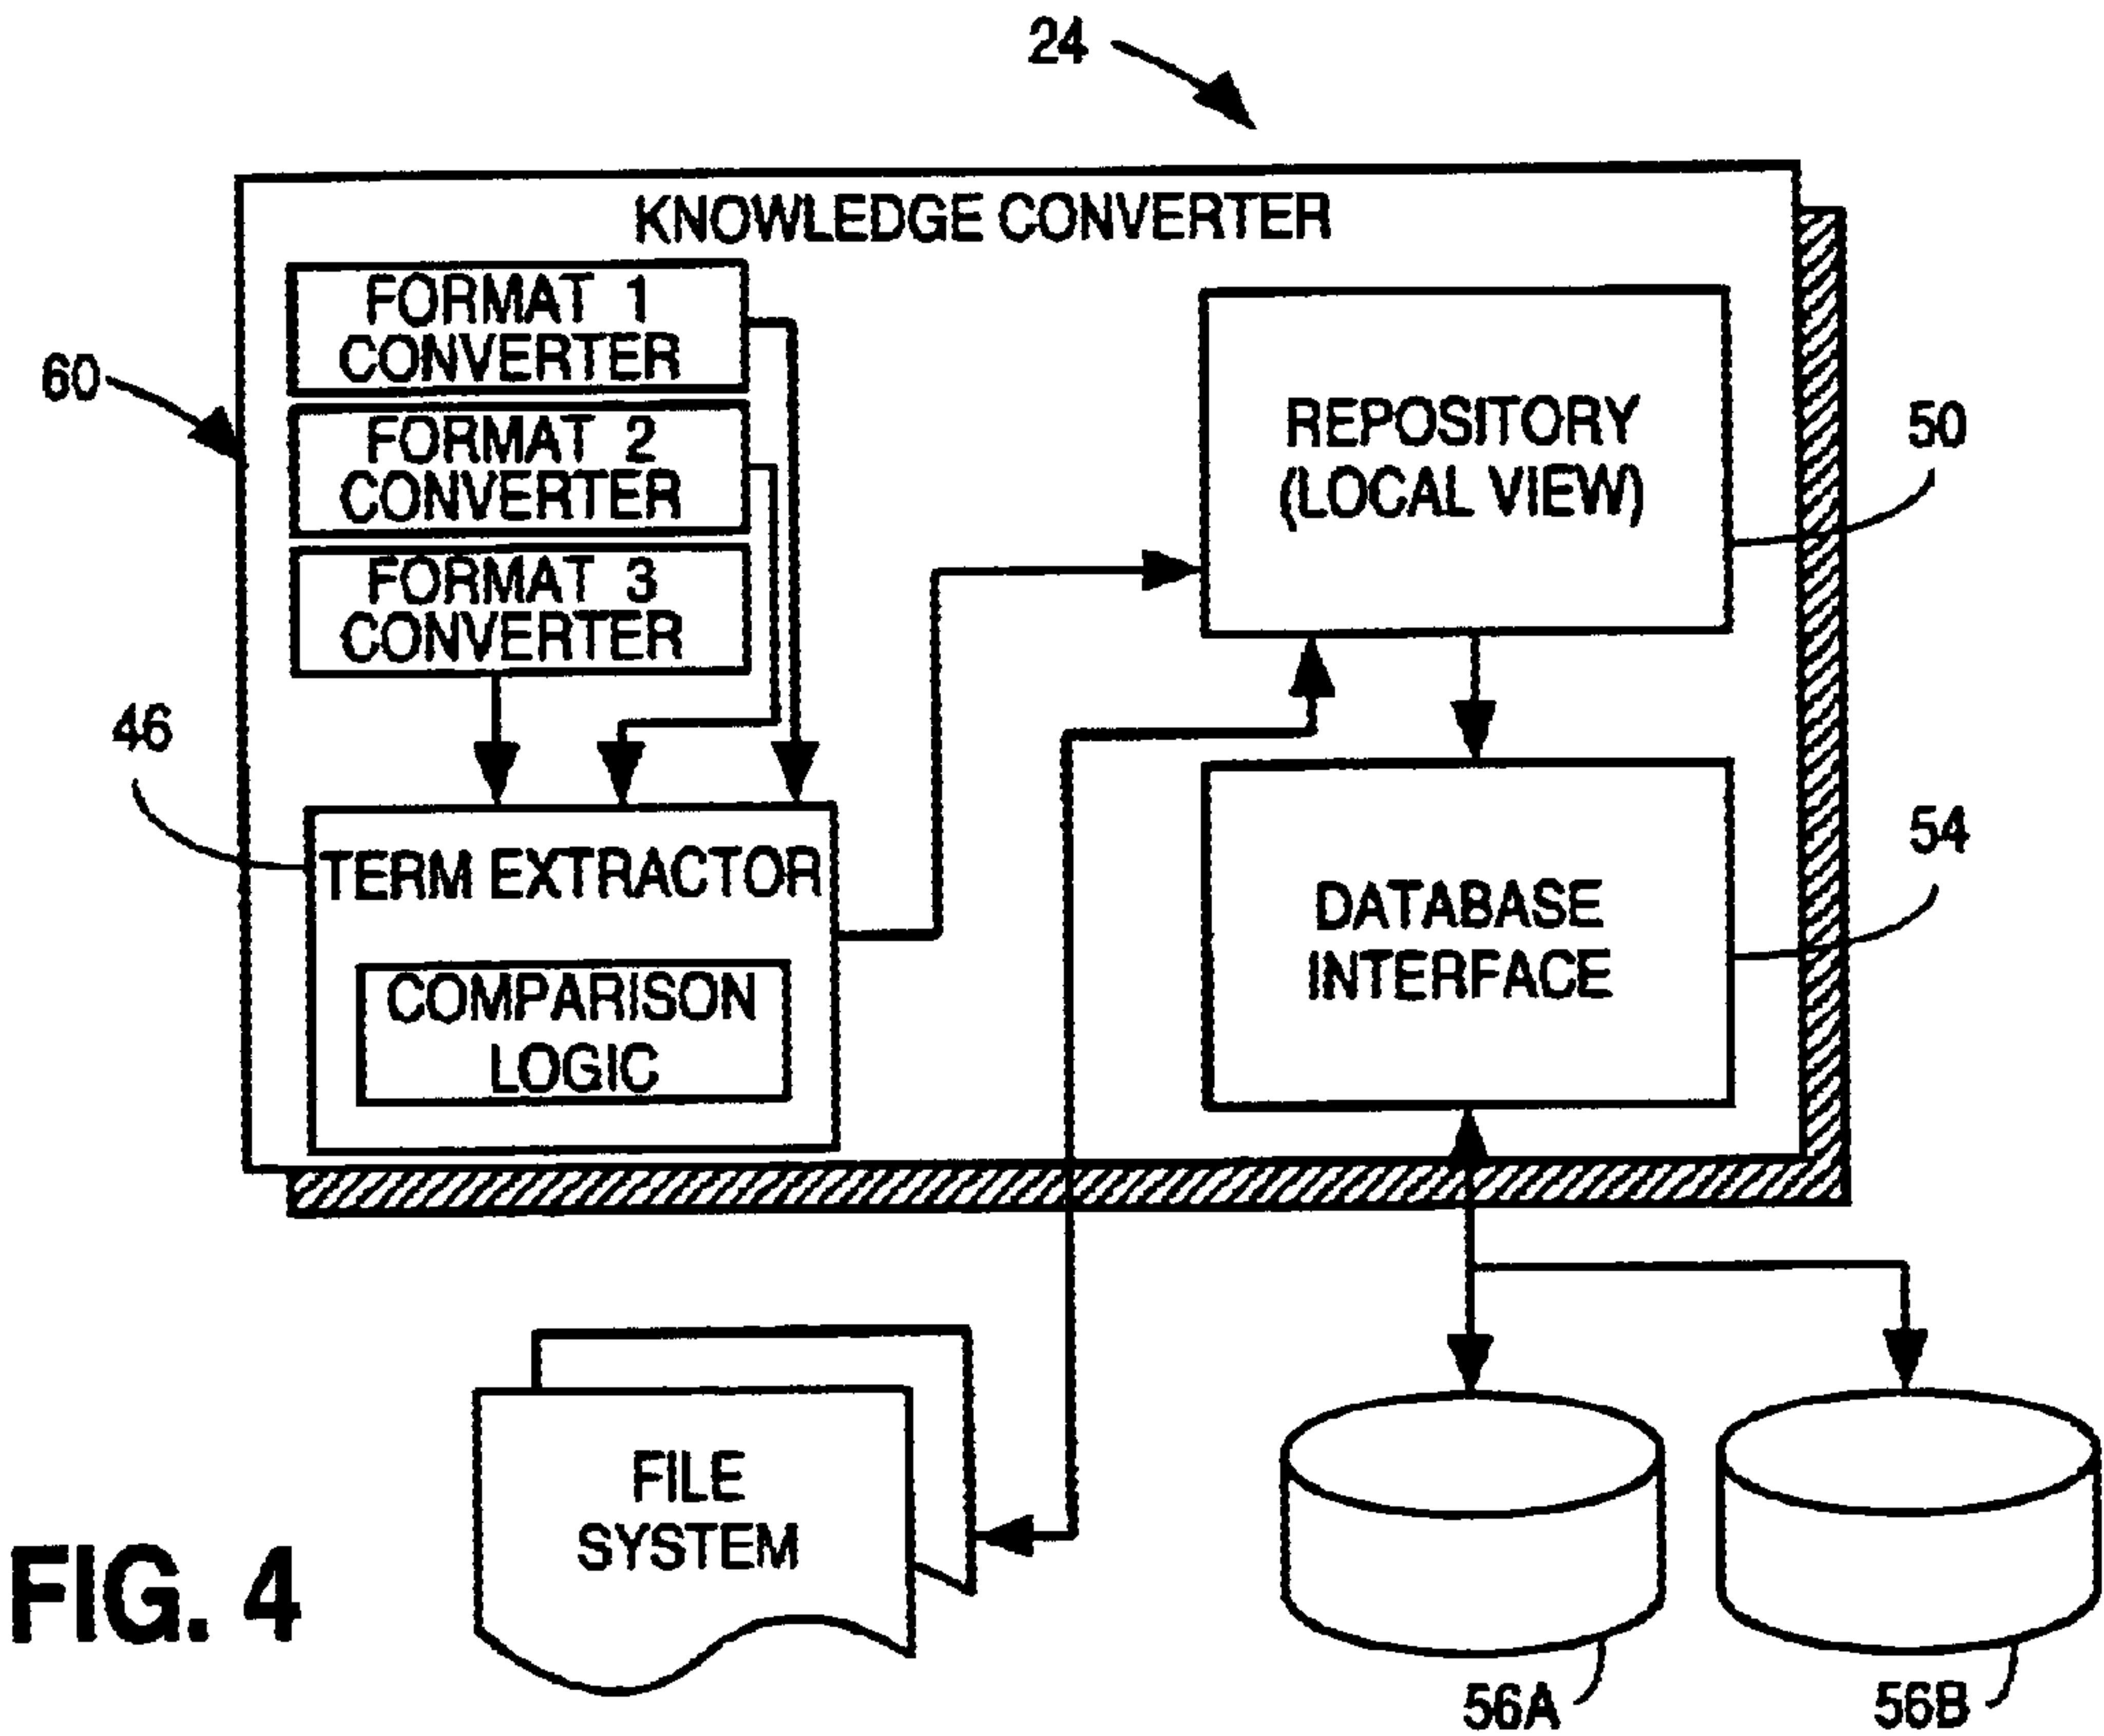 24
KNOWLEDGE CONVERTER
FORMAT 1
CONVERTER
60
FORMAT 2
CONVERTER
FORMAT 3
CONVERTER
REPOSITORY
(LOCAL VIEW)
50
46
TERM EXTRACTOR
COMPARISON
LOGIC
DATABASE
INTERFACE
54
FILE
SYSTEM
56A
56B
FIG. 4